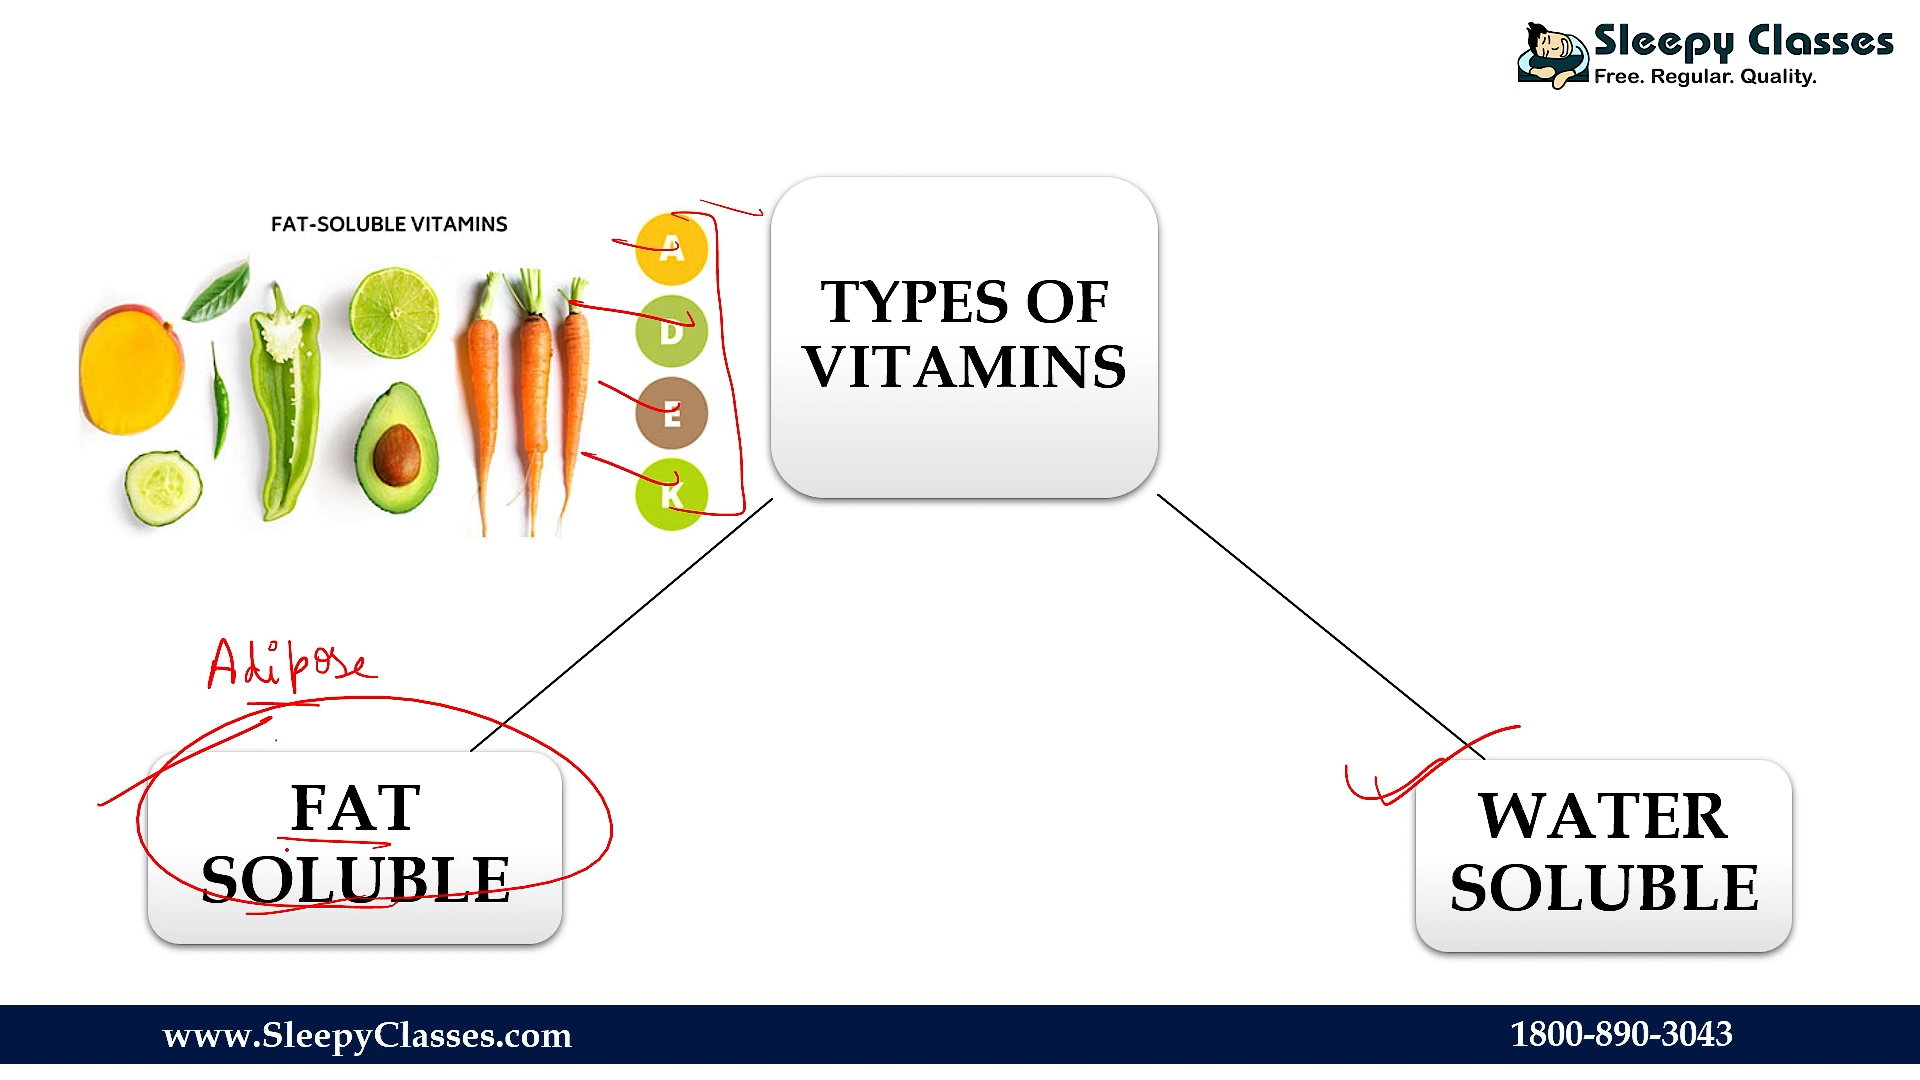 Sleepy Classes
Free. Regular. Quality.
FAT-SOLUBLE VITAMINS
A
D
E
K
TYPES OF
VITAMINS
Adipose
FAT
SOLUBLE
WATER
SOLUBLE
www.SleepyClasses.com
1800-890-3043